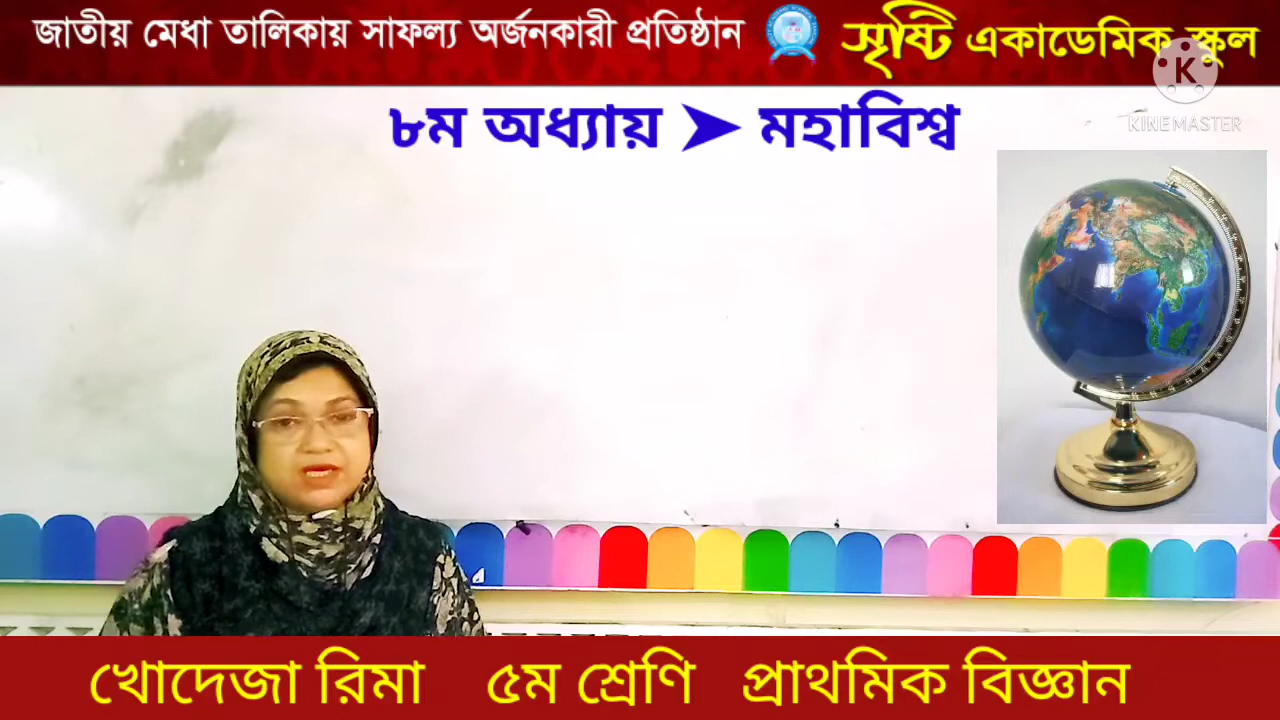 জাতীয় মেধা তালিকায় সাফল্য অর্জনকারী প্রতিষ্ঠান সৃষ্টি একাডেমিক স্কুল
K
KINEMASTER
৮ম অধ্যায় ➤ মহাবিশ্ব
খোদেজা রিমা ৫ম শ্রেণি প্রাথমিক বিজ্ঞান